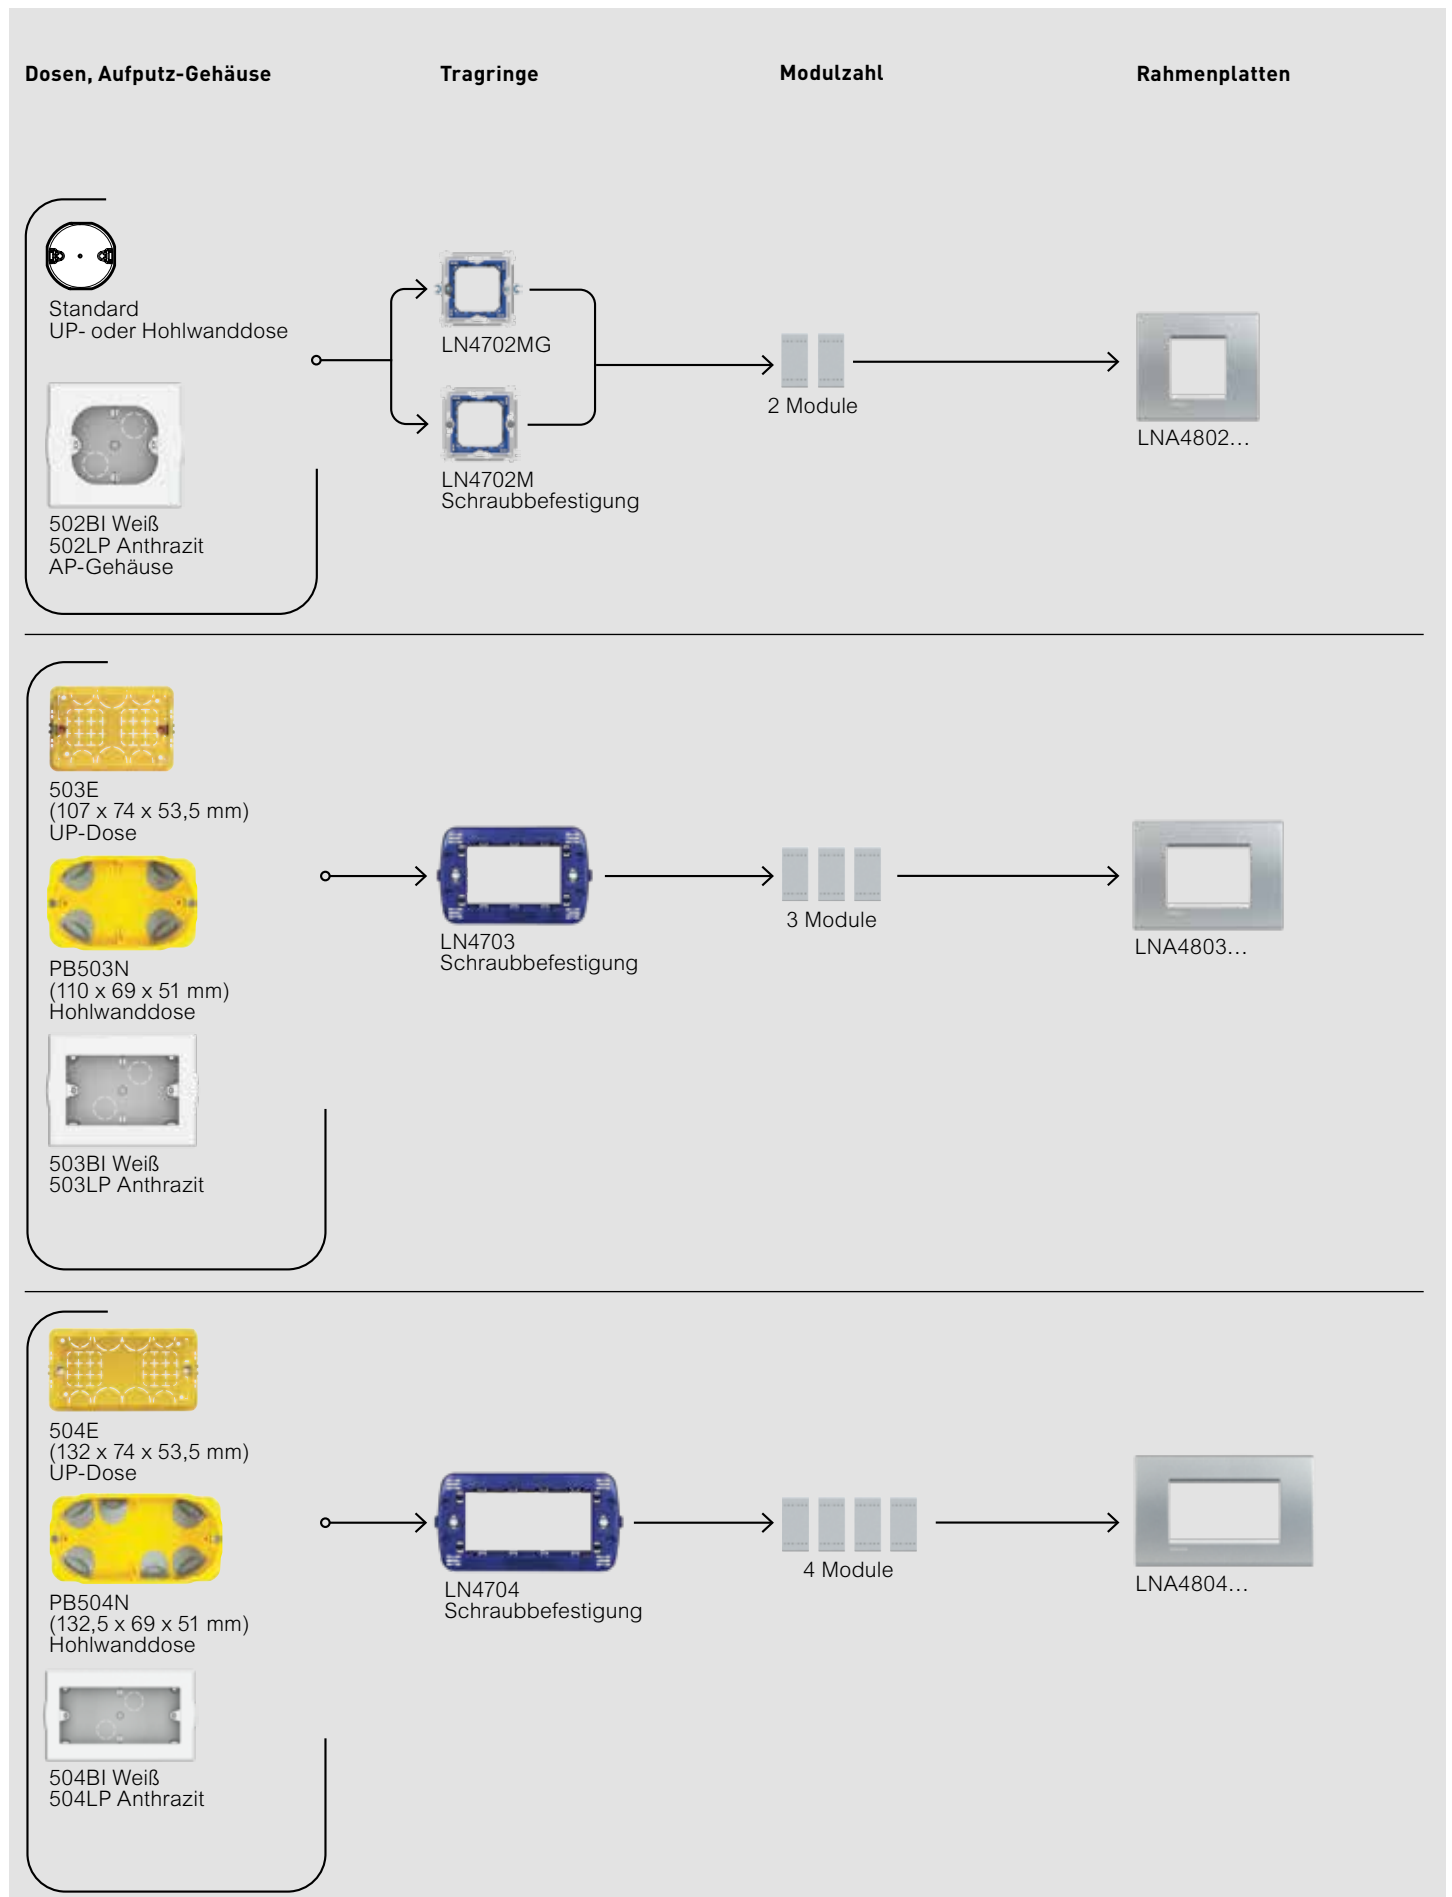 Dosen, Aufputz-Gehäuse
Tragringe
Modulzahl
Rahmenplatten
Standard
UP- oder Hohlwanddose
502BI Weiß
502LP Anthrazit
AP-Gehäuse
LN4702MG
LN4702M
Schraubbefestigung
2 Module
LNA4802...
503E
(107 x 74 x 53,5 mm)
UP-Dose
PB503N
(110 x 69 x 51 mm)
Hohlwanddose
503BI Weiß
503LP Anthrazit
LN4703
Schraubbefestigung
3 Module
LNA4803...
504E
(132 x 74 x 53,5 mm)
UP-Dose
PB504N
(132,5 x 69 x 51 mm)
Hohlwanddose
504BI Weiß
504LP Anthrazit
LN4704
Schraubbefestigung
4 Module
LNA4804...